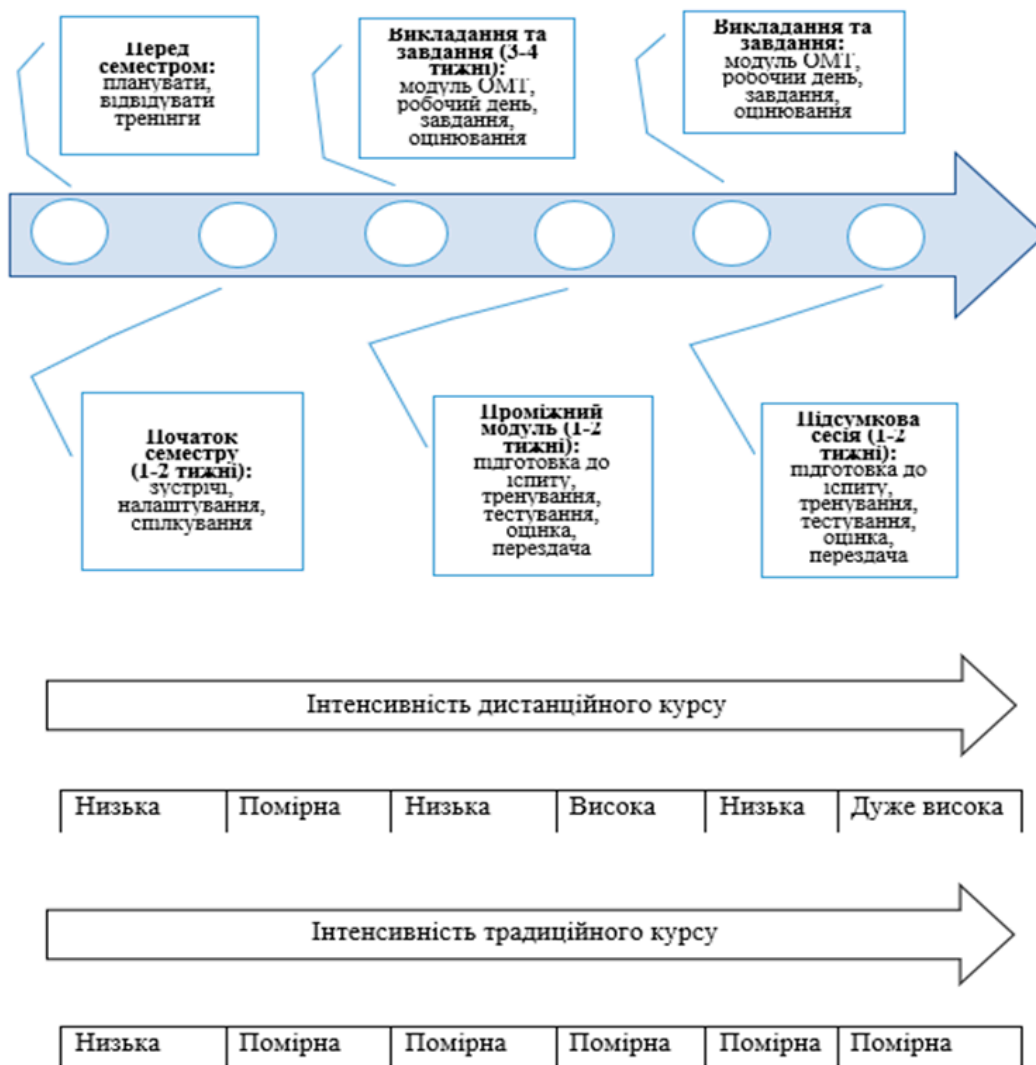 Перед
семестром:
планувати,
відвідувати
тренінги
Викладання та
завдання (3-4
тижні):
модуль ОМТ,
робочий день,
завдання,
оцінювання
Викладання та
завдання:
модуль ОМТ,
робочий день,
завдання,
оцінювання
Початок
семестру
(1-2 тижні):
зустрічі,
налаштування,
спілкування
Проміжний
модуль (1-2
тижні):
підготовка до
іспиту,
тренування,
тестування,
оцінка,
перездача
Підсумкова
сесія (1-2
тижні):
підготовка до
іспиту,
тренування,
тестування,
оцінка,
перездача
Інтенсивність дистанційного курсу
Низька Помірна Низька Висока Низька Дуже висока
Інтенсивність традиційного курсу
Низька Помірна Помірна Помірна Помірна Помірна